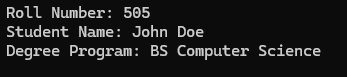 Roll Number: 505
Student Name: John Doe
Degree Program: BS Computer Science